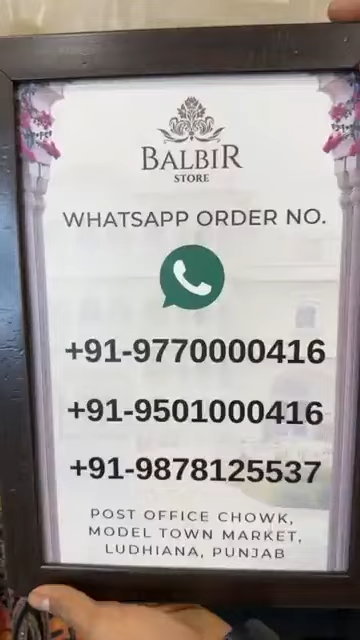 BALBIR
STORE
WHATSAPP ORDER NO.
+91-9770000416
+91-9501000416
+91-9878125537
POST OFFICE CHOWK,
MODEL TOWN MARKET,
LUDHIANA, PUNJAB